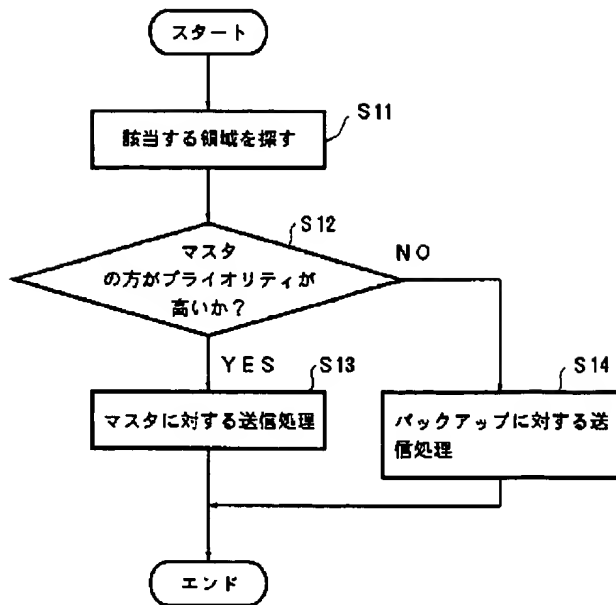 スタート
S11
該当する領域を探す
S12
マスタ
の方がプライオリティが
高いか？
NO
YES
S13
マスタに対する送信処理
S14
バックアップに対する送
信処理
エンド